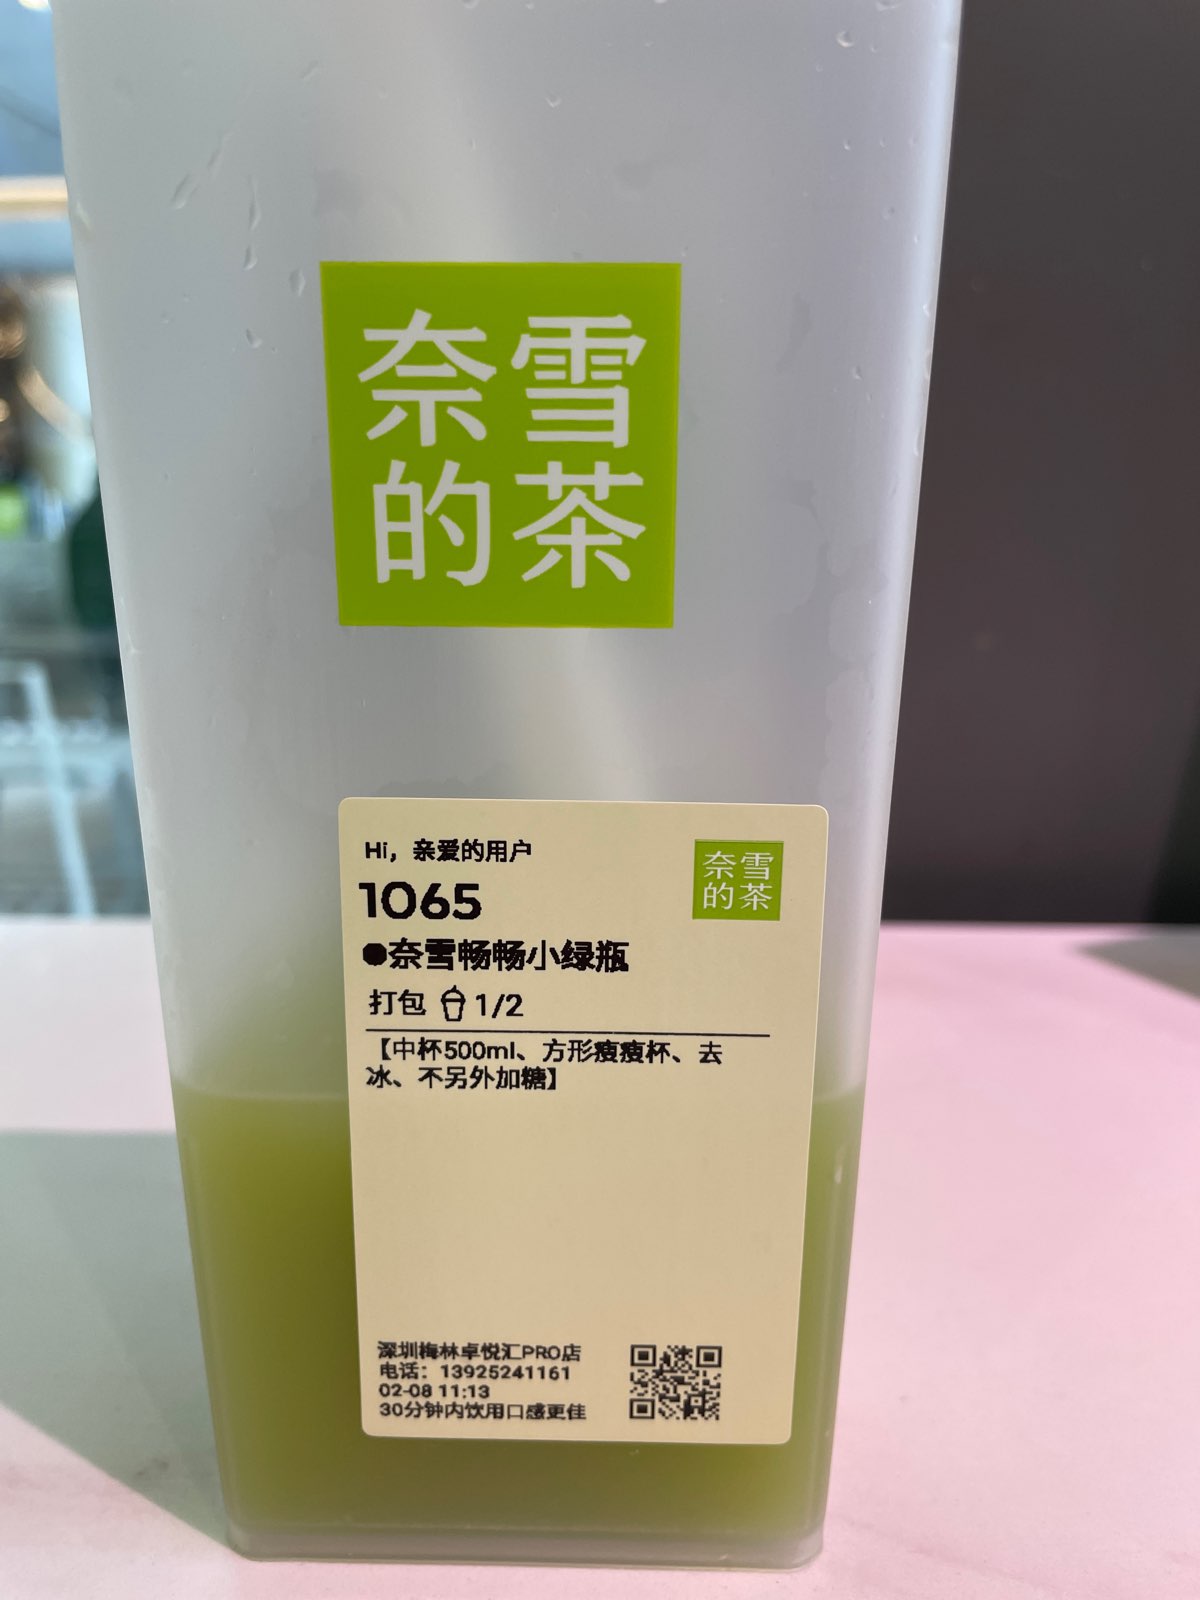 奈雪
的茶
Hi，亲爱的用户
奈雪
的茶
1065
●奈雪畅畅小绿瓶
打包 1/2
【中杯500ml、方形瘦瘦杯、去
冰、不另外加糖】
深圳梅林卓悦汇PRO店
电话：13925241161
02-08 11:13
30分钟内饮用口感更佳